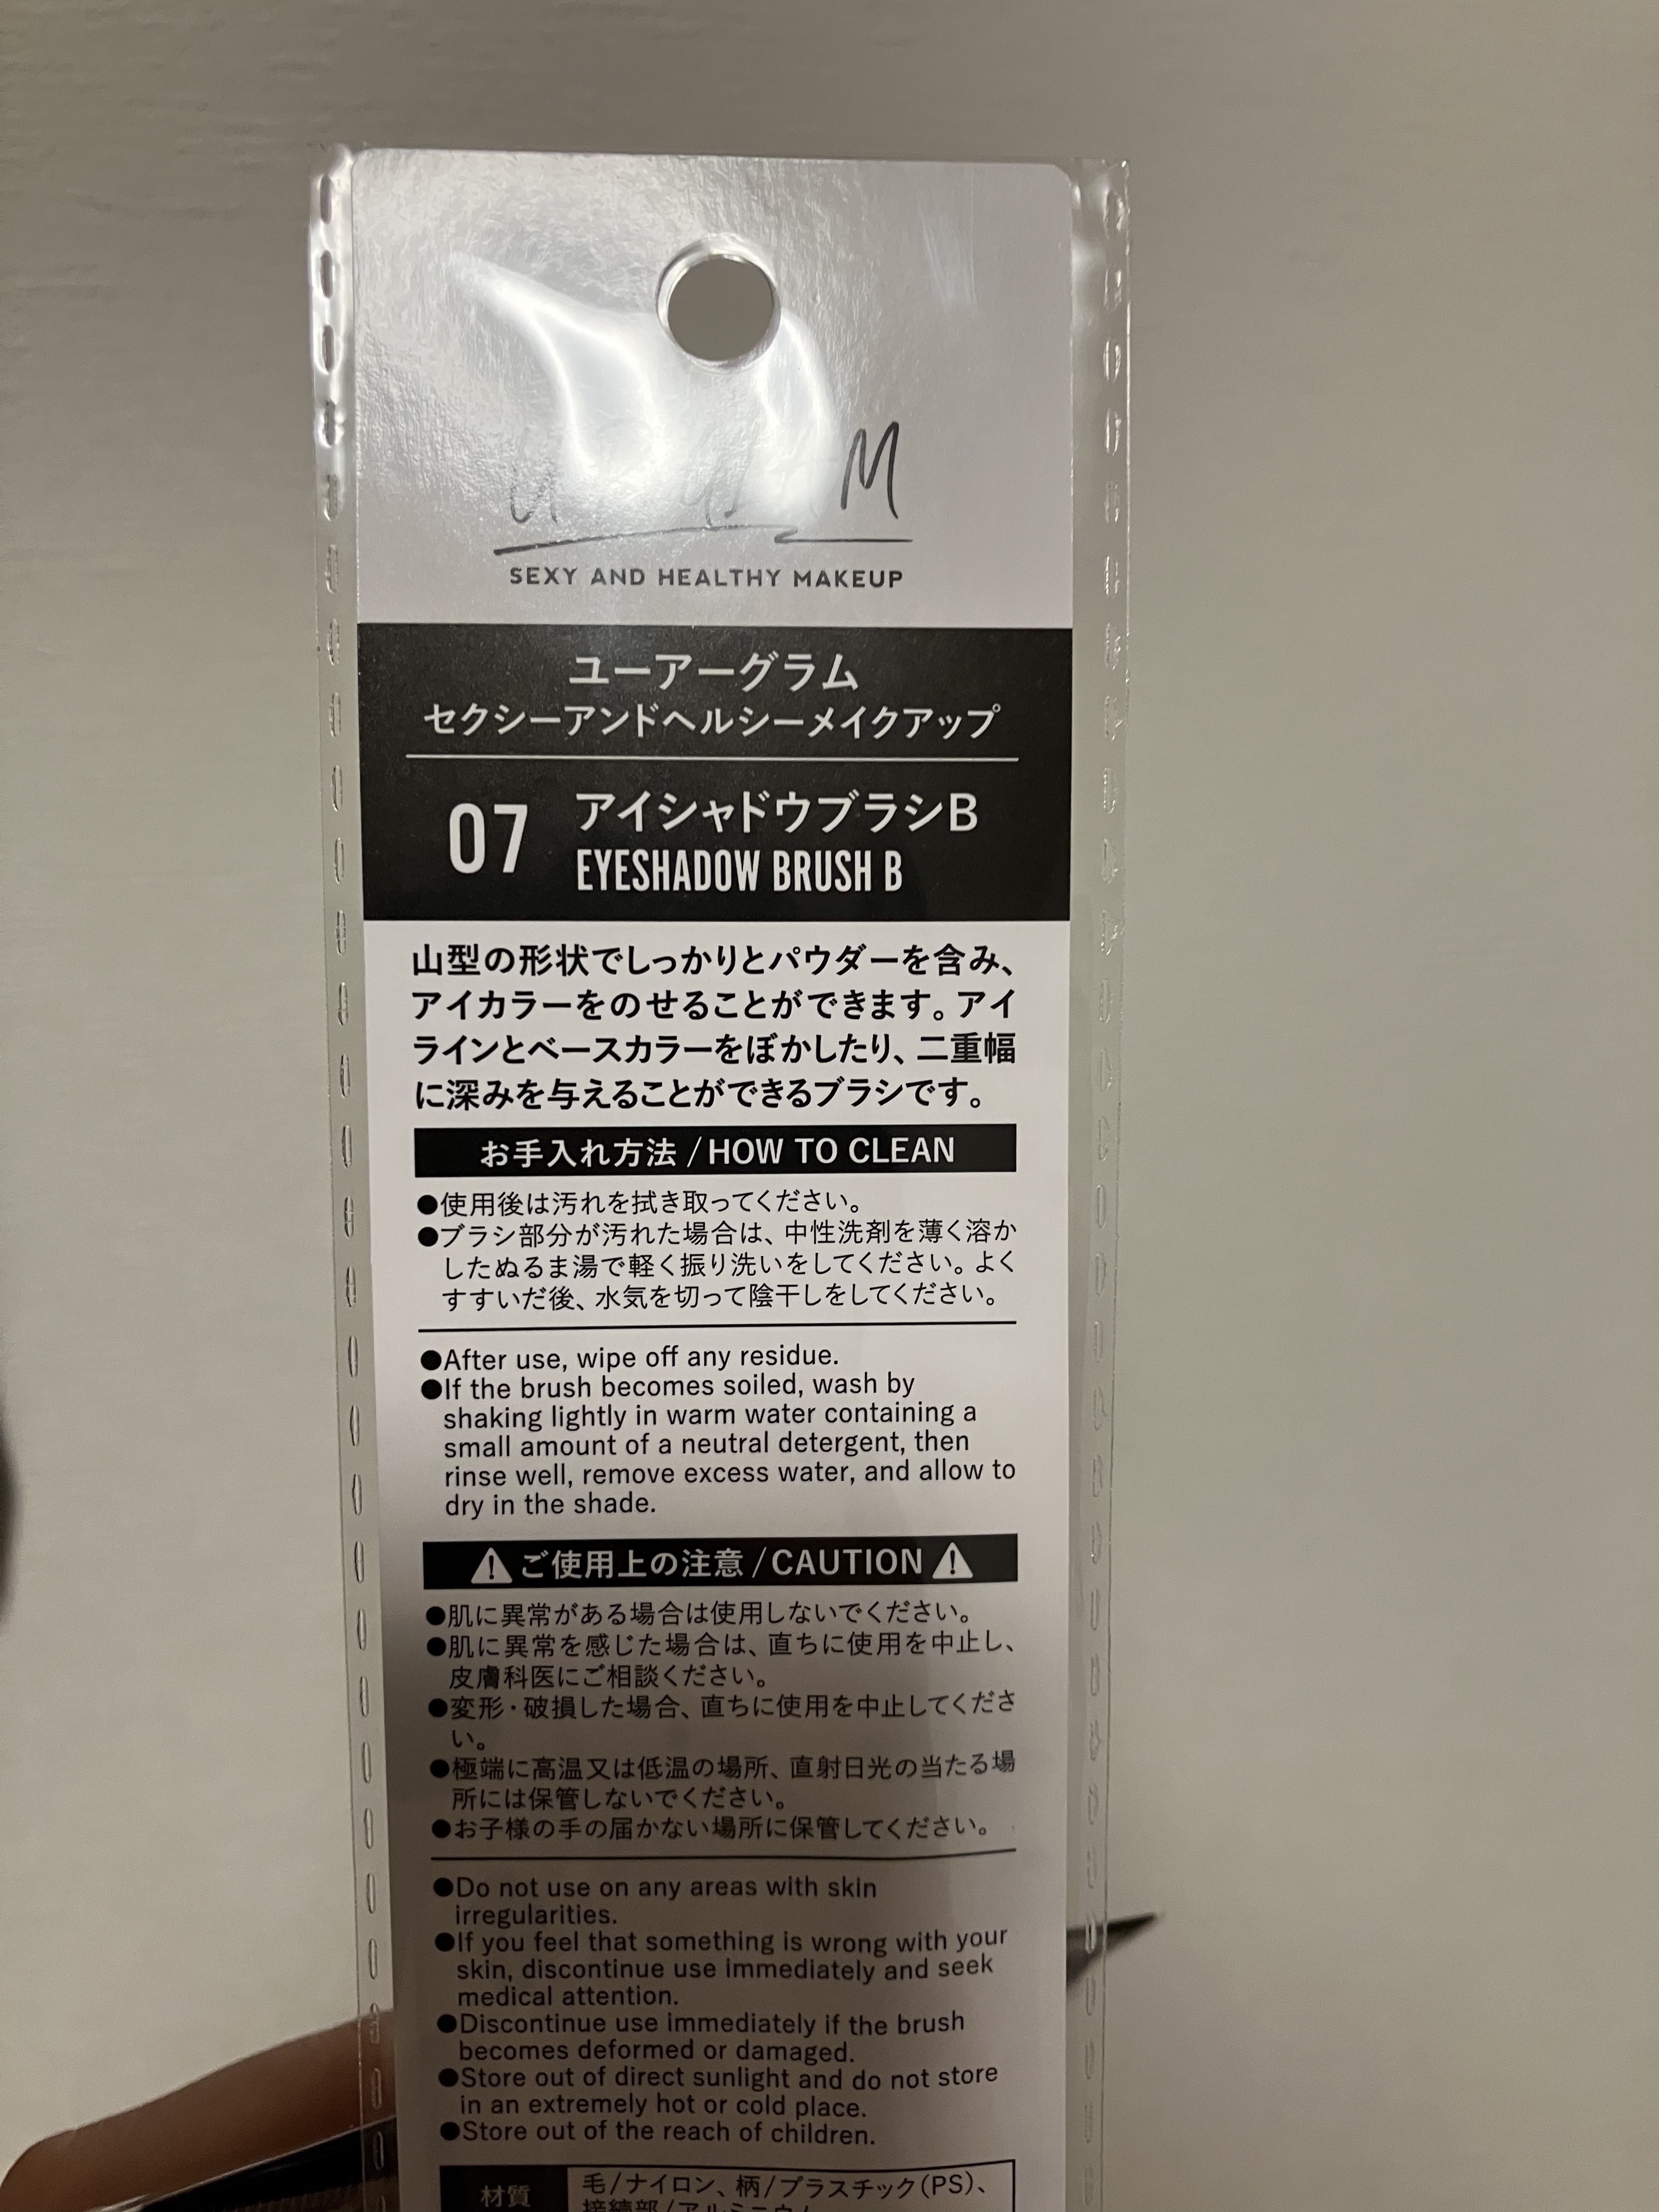 M
SEXY AND HEALTHY MAKEUP
ユーアーグラム
セクシーアンドヘルシーメイクアップ
07
アイシャドウブラシB
EYESHADOW BRUSH B
山型の形状でしっかりとパウダーを含み、
アイカラーをのせることができます。アイ
ラインとベースカラーをぼかしたり、二重幅
に深みを与えることができるブラシです。
お手入れ方法/HOW TO CLEAN
●使用後は汚れを拭き取ってください。
●ブラシ部分が汚れた場合は、中性洗剤を薄く溶か
したぬるま湯で軽く振り洗いをしてください。よく
すすいだ後、水気を切って陰干しをしてください。
●After use, wipe off any residue.
●If the brush becomes soiled, wash by
shaking lightly in warm water containing a
small amount of a neutral detergent, then
rinse well, remove excess water, and allow to
dry in the shade.
ご使用上の注意/CAUTION
●肌に異常がある場合は使用しないでください。
●肌に異常を感じた場合は、直ちに使用を中止し、
皮膚科医にご相談ください。
●変形・破損した場合、直ちに使用を中止してくださ
い。
●極端に高温又は低温の場所、直射日光の当たる場
所には保管しないでください。
●お子様の手の届かない場所に保管してください。
●Do not use on any areas with skin
irregularities.
●If you feel that something is wrong with your
skin, discontinue use immediately and seek
medical attention.
●Discontinue use immediately if the brush
becomes deformed or damaged.
●Store out of direct sunlight and do not store
in an extremely hot or cold place.
●Store out of the reach of children.
材質
毛/ナイロン、柄/プラスチック(PS)、
接続部/アルミニウム